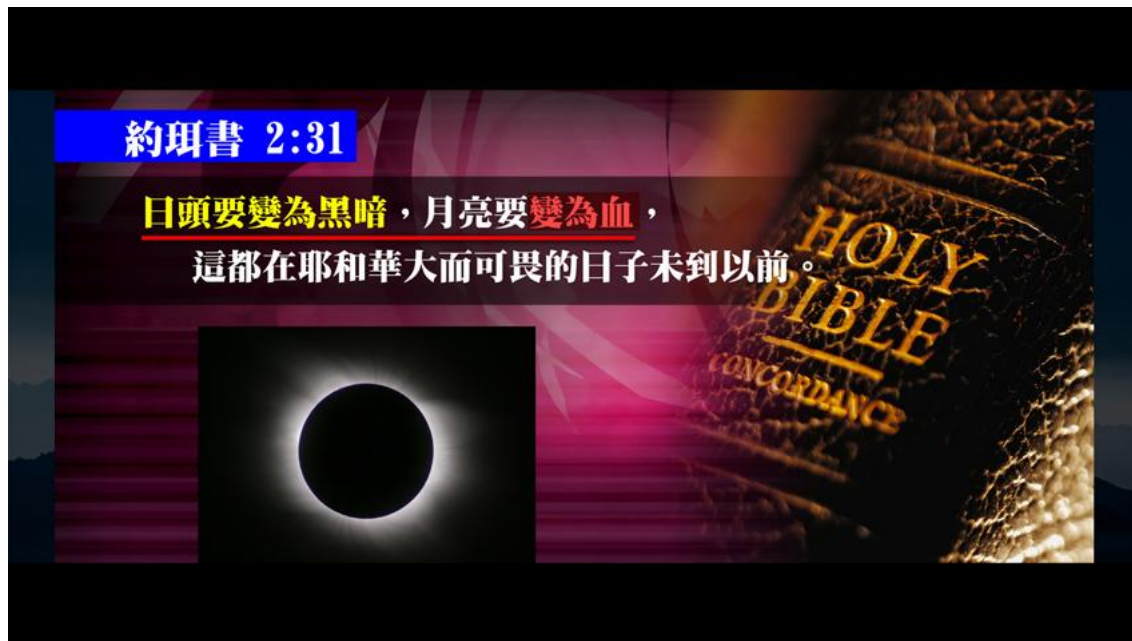 約珥書 2:31
日頭要變為黑暗，月亮要變為血，
這都在耶和華大而可畏的日子未到以前。
HOLY
BIBLE
CONCORDANCE